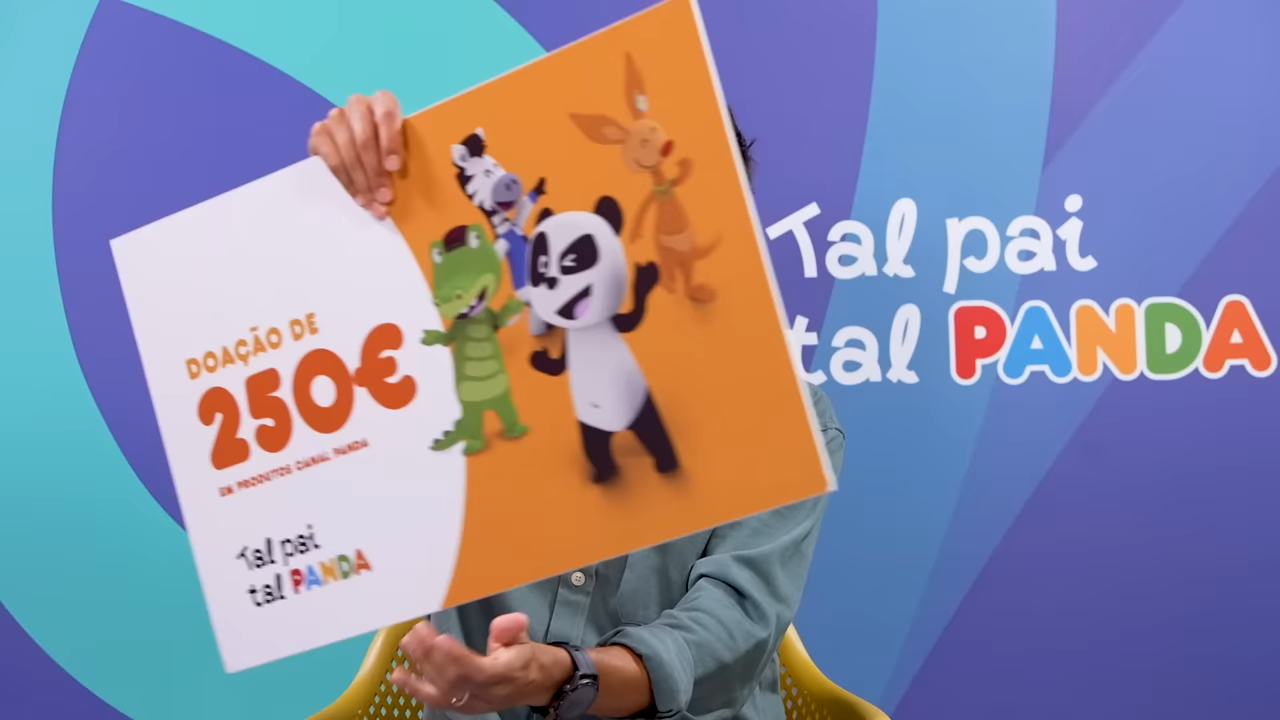 DOAÇÃO DE
250€
EM PRODUTOS CANAL PANDA
Tal pai
tal PANDA
Tal pai
tal PANDA